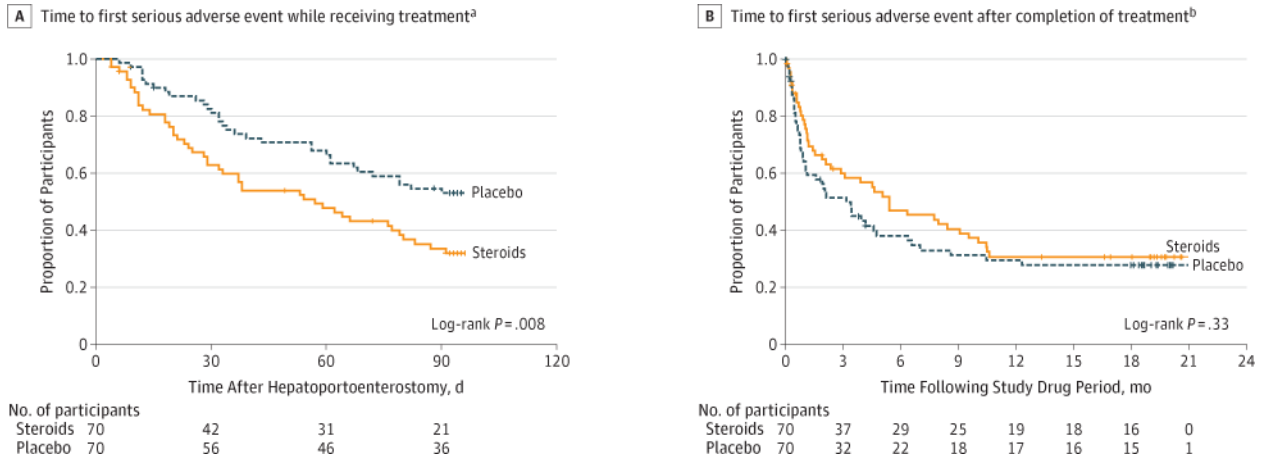 A Time to first serious adverse event while receiving treatmentᵃ
1.0
0.8
0.6
0.4
0.2
0
Proportion of Participants
Placebo
Steroids
Log-rank P = .008
0 30 60 90 120
Time After Hepatoportoenterostomy, d
No. of participants
Steroids 70 42 31 21
Placebo 70 56 46 36
B Time to first serious adverse event after completion of treatmentᵇ
1.0
0.8
0.6
0.4
0.2
0
Proportion of Participants
Steroids
Placebo
Log-rank P = .33
0 3 6 9 12 15 18 21 24
Time Following Study Drug Period, mo
No. of participants
Steroids 70 37 29 25 19 18 16 0
Placebo 70 32 22 18 17 16 15 1